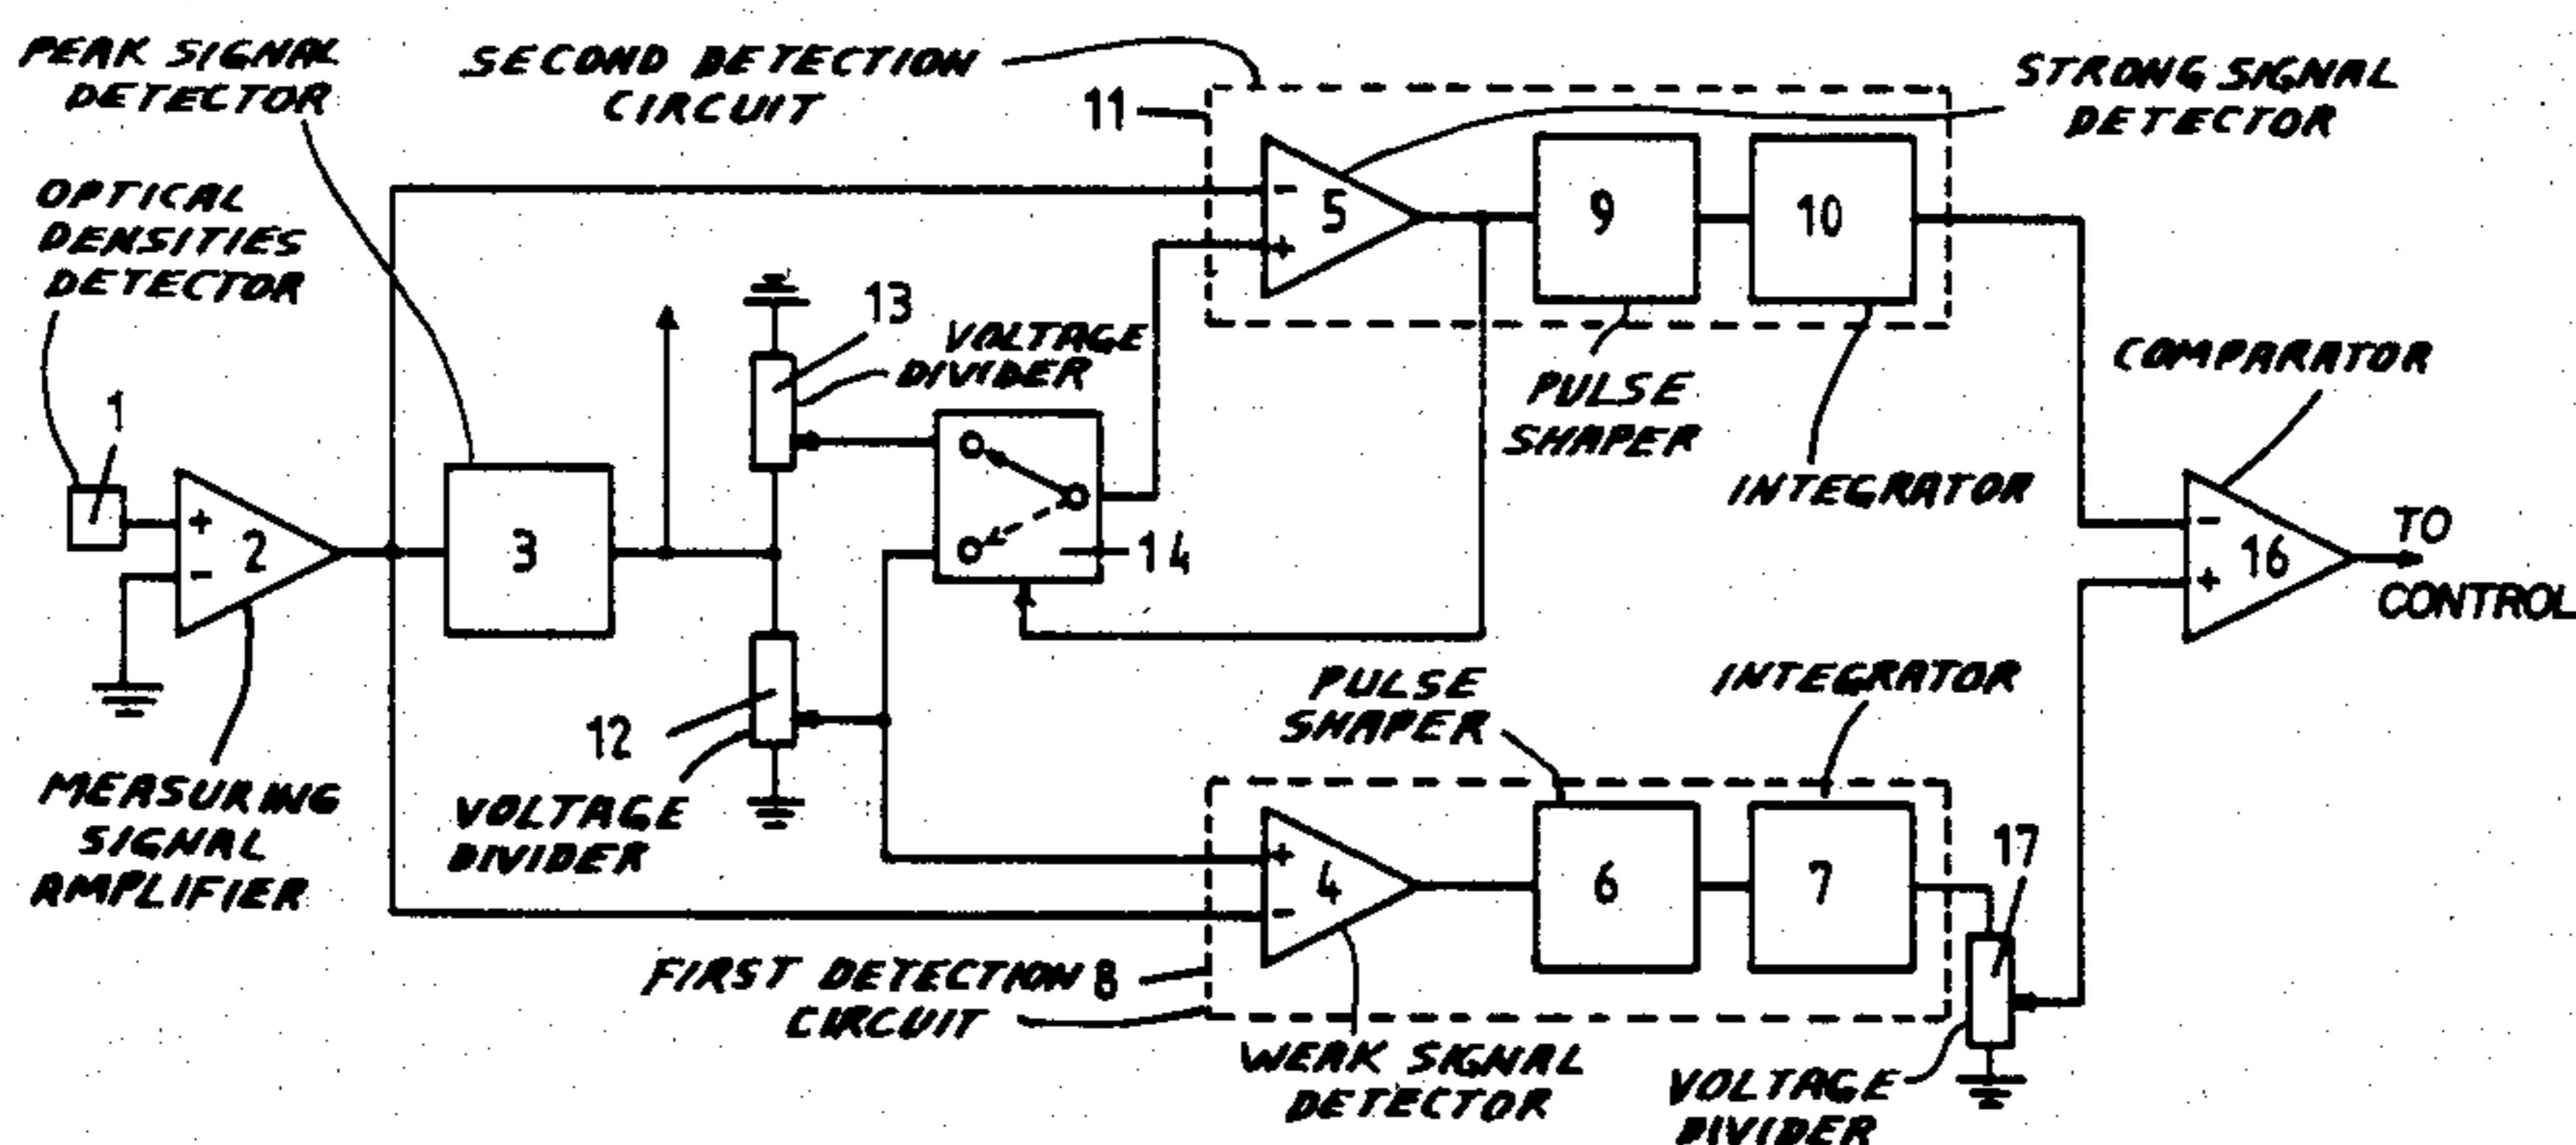 PEAK SIGNAL
DETECTOR
SECOND DETECTION
CIRCUIT
11
STRONG SIGNAL
DETECTOR
OPTICAL
DENSITIES
DETECTOR
1
+
-
2
3
13
VOLTAGE
DIVIDER
14
-
+
5
9
10
PULSE
SHAPER
INTEGRATOR
COMPARATOR
-
+
16
TO
CONTROL
MEASURING
SIGNAL
AMPLIFIER
12
VOLTAGE
DIVIDER
PULSE
SHAPER
INTEGRATOR
+
-
4
6
7
17
FIRST DETECTION 8
CIRCUIT
WEAK SIGNAL
DETECTOR
VOLTAGE
DIVIDER